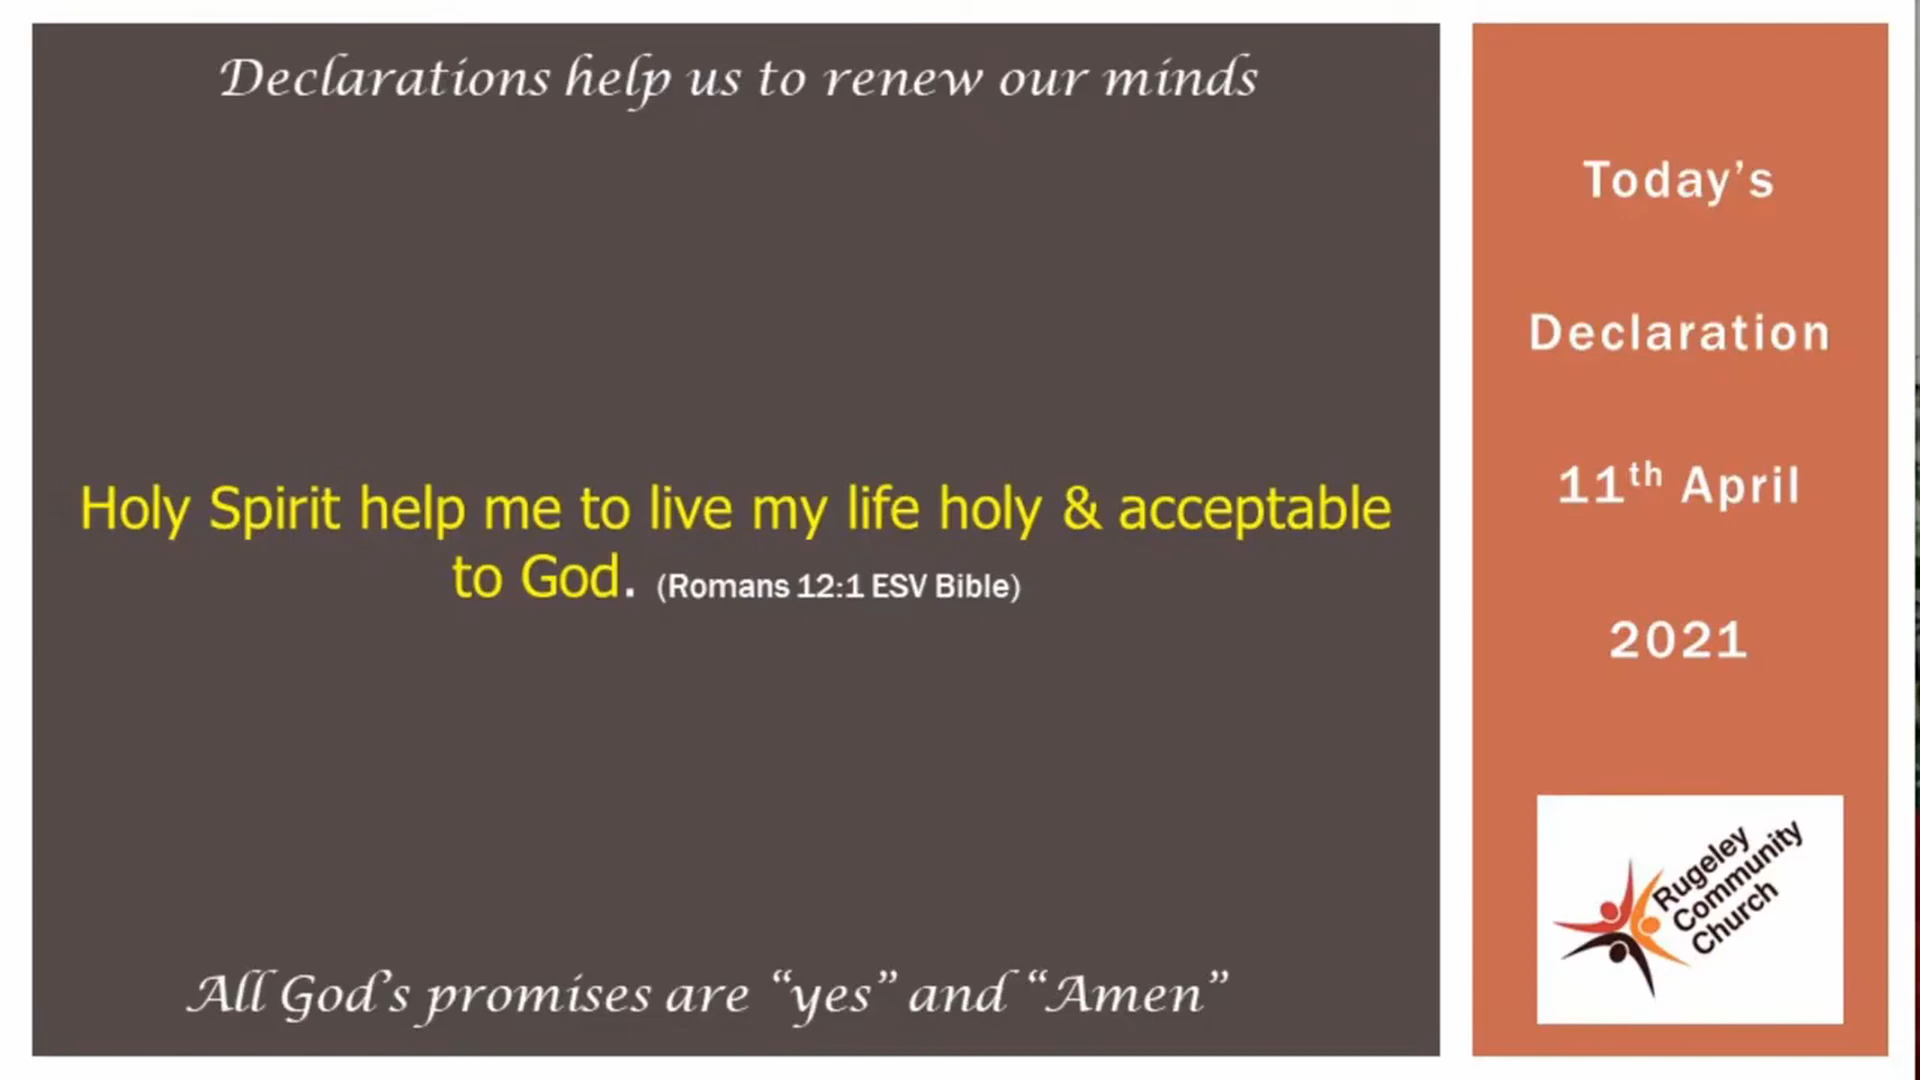 Declarations help us to renew our minds
Holy Spirit help me to live my life holy & acceptable
to God. (Romans 12:1 ESV Bible)
All God's promises are “yes” and “Amen”
Today’s
Declaration
11th April
2021
Rugeley
Community
Church